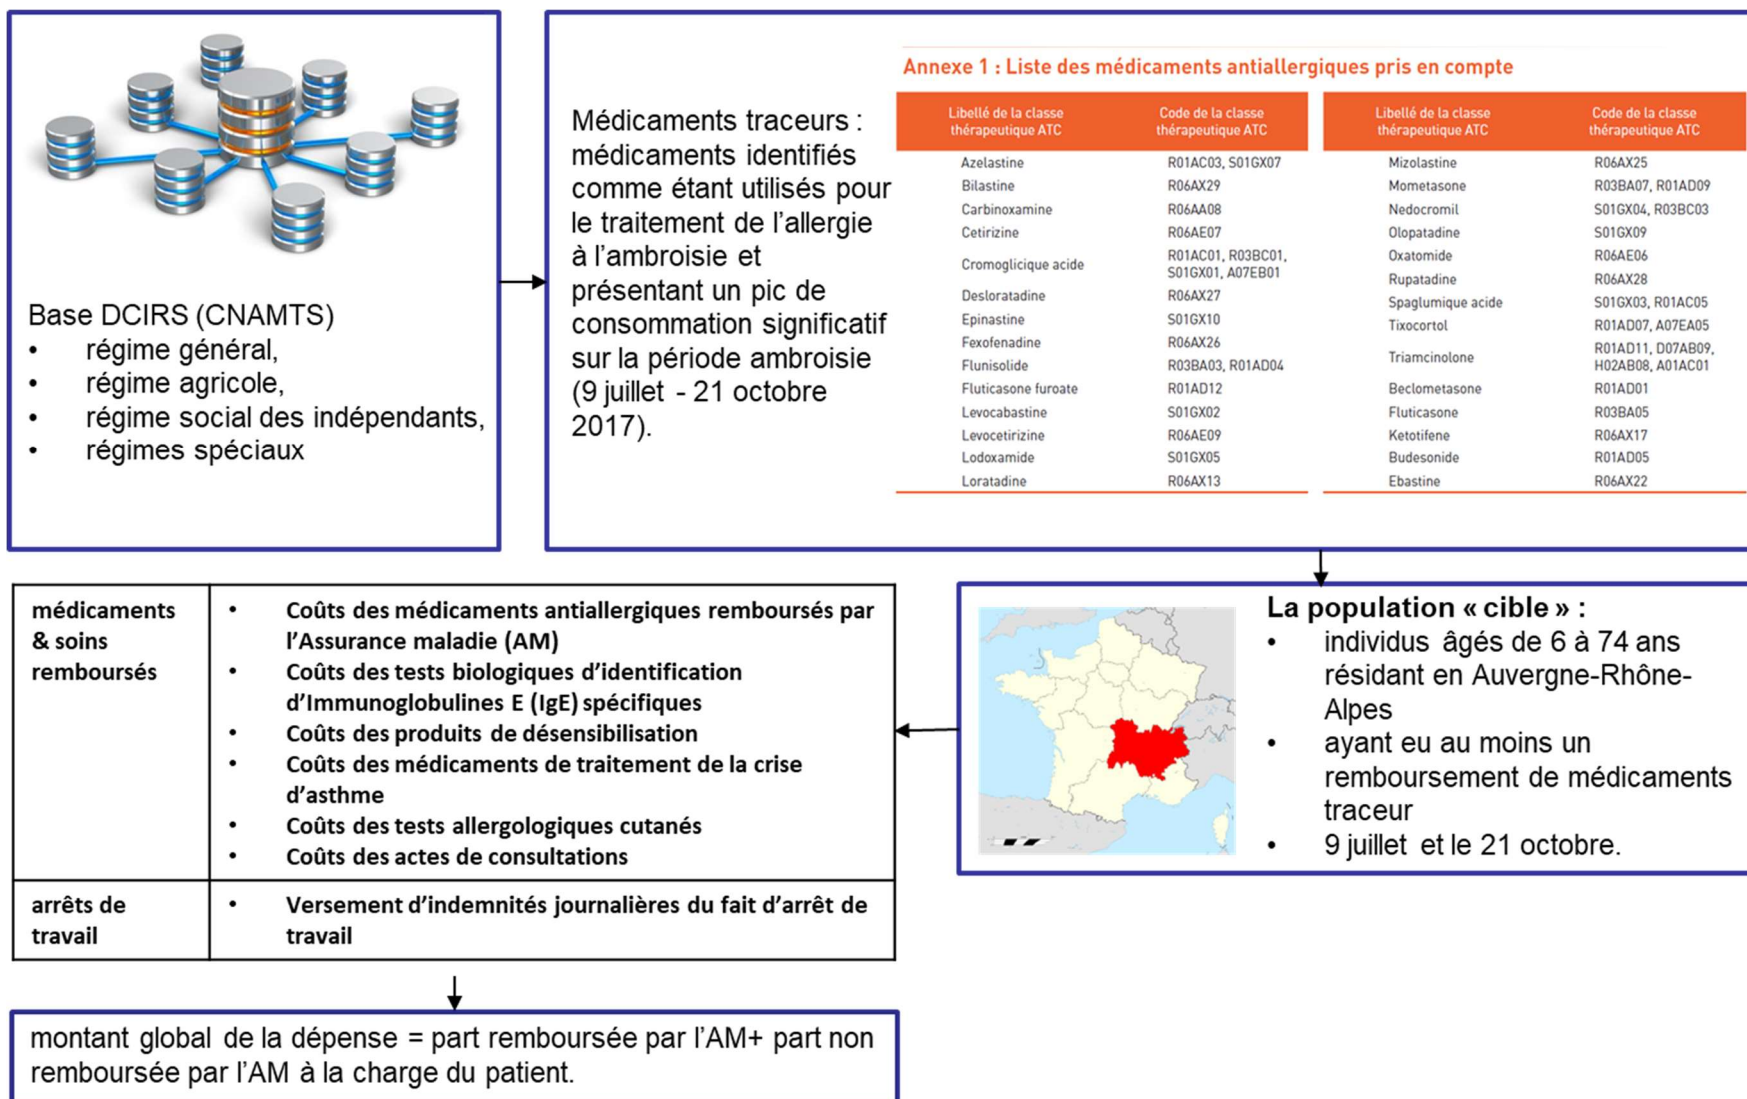 Base DCIRS (CNAMTS)
• régime général,
• régime agricole,
• régime social des indépendants,
• régimes spéciaux
Médicaments traceurs :
médicaments identifiés
comme étant utilisés pour
le traitement de l'allergie
à l'ambroisie et
présentant un pic de
consommation significatif
sur la période ambroisie
(9 juillet - 21 octobre
2017).
Annexe 1 : Liste des médicaments antiallergiques pris en compte
Libellé de la classe thérapeutique ATC Code de la classe thérapeutique ATC
Azelastine R01AC03, S01GX07
Bilastine R06AX29
Carbinoxamine R06AA08
Cetirizine R06AE07
Cromoglicique acide R01AC01, R03BC01,
S01GX01, A07EB01
Desloratadine R06AX27
Epinastine S01GX10
Fexofenadine R06AX26
Flunisolide R03BA03, R01AD04
Fluticasone furoate R01AD12
Levocabastine S01GX02
Levocetirizine R06AE09
Lodoxamide S01GX05
Loratadine R06AX13
Libellé de la classe thérapeutique ATC Code de la classe thérapeutique ATC
Mizolastine R06AX25
Mometasone R03BA07, R01AD09
Nedocromil S01GX04, R03BC03
Olopatadine S01GX09
Oxatomide R06AE06
Rupatadine R06AX28
Spaglumique acide S01GX03, R01AC05
Tixocortol R01AD07, A07EA05
Triamcinolone R01AD11, D07AB09,
H02AB08, A01AC01
Beclometasone R01AD01
Fluticasone R03BA05
Ketotifene R06AX17
Budesonide R01AD05
Ebastine R06AX22
La population « cible » :
• individus âgés de 6 à 74 ans
résidant en Auvergne-Rhône-
Alpes
• ayant eu au moins un
remboursement de médicaments
traceur
• 9 juillet et le 21 octobre.
médicaments
& soins
remboursés
• Coûts des médicaments antiallergiques remboursés par
l'Assurance maladie (AM)
• Coûts des tests biologiques d'identification
d'Immunoglobulines E (IgE) spécifiques
• Coûts des produits de désensibilisation
• Coûts des médicaments de traitement de la crise
d'asthme
• Coûts des tests allergologiques cutanés
• Coûts des actes de consultations
arrêts de
travail
• Versement d'indemnités journalières du fait d'arrêt de
travail
montant global de la dépense = part remboursée par l'AM+ part non
remboursée par l'AM à la charge du patient.